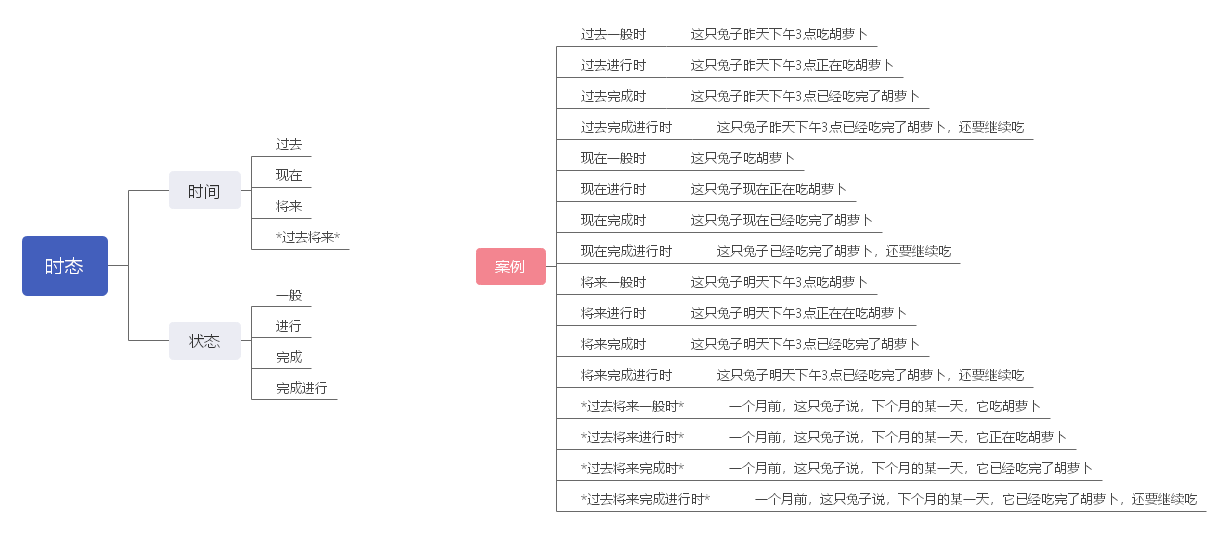 时态
时间
过去
现在
将来
*过去将来*
状态
一般
进行
完成
完成进行
案例
过去一般时 这只兔子昨天下午3点吃胡萝卜
过去进行时 这只兔子昨天下午3点正在吃胡萝卜
过去完成时 这只兔子昨天下午3点已经吃完了胡萝卜
过去完成进行时 这只兔子昨天下午3点已经吃完了胡萝卜，还要继续吃
现在一般时 这只兔子吃胡萝卜
现在进行时 这只兔子现在正在吃胡萝卜
现在完成时 这只兔子现在已经吃完了胡萝卜
现在完成进行时 这只兔子已经吃完了胡萝卜，还要继续吃
将来一般时 这只兔子明天下午3点吃胡萝卜
将来进行时 这只兔子明天下午3点正在在吃胡萝卜
将来完成时 这只兔子明天下午3点已经吃完了胡萝卜
将来完成进行时 这只兔子明天下午3点已经吃完了胡萝卜，还要继续吃
*过去将来一般时* 一个月前，这只兔子说，下个月的某一天，它吃胡萝卜
*过去将来进行时* 一个月前，这只兔子说，下个月的某一天，它正在吃胡萝卜
*过去将来完成时* 一个月前，这只兔子说，下个月的某一天，它已经吃完了胡萝卜
*过去将来完成进行时* 一个月前，这只兔子说，下个月的某一天，它已经吃完了胡萝卜，还要继续吃